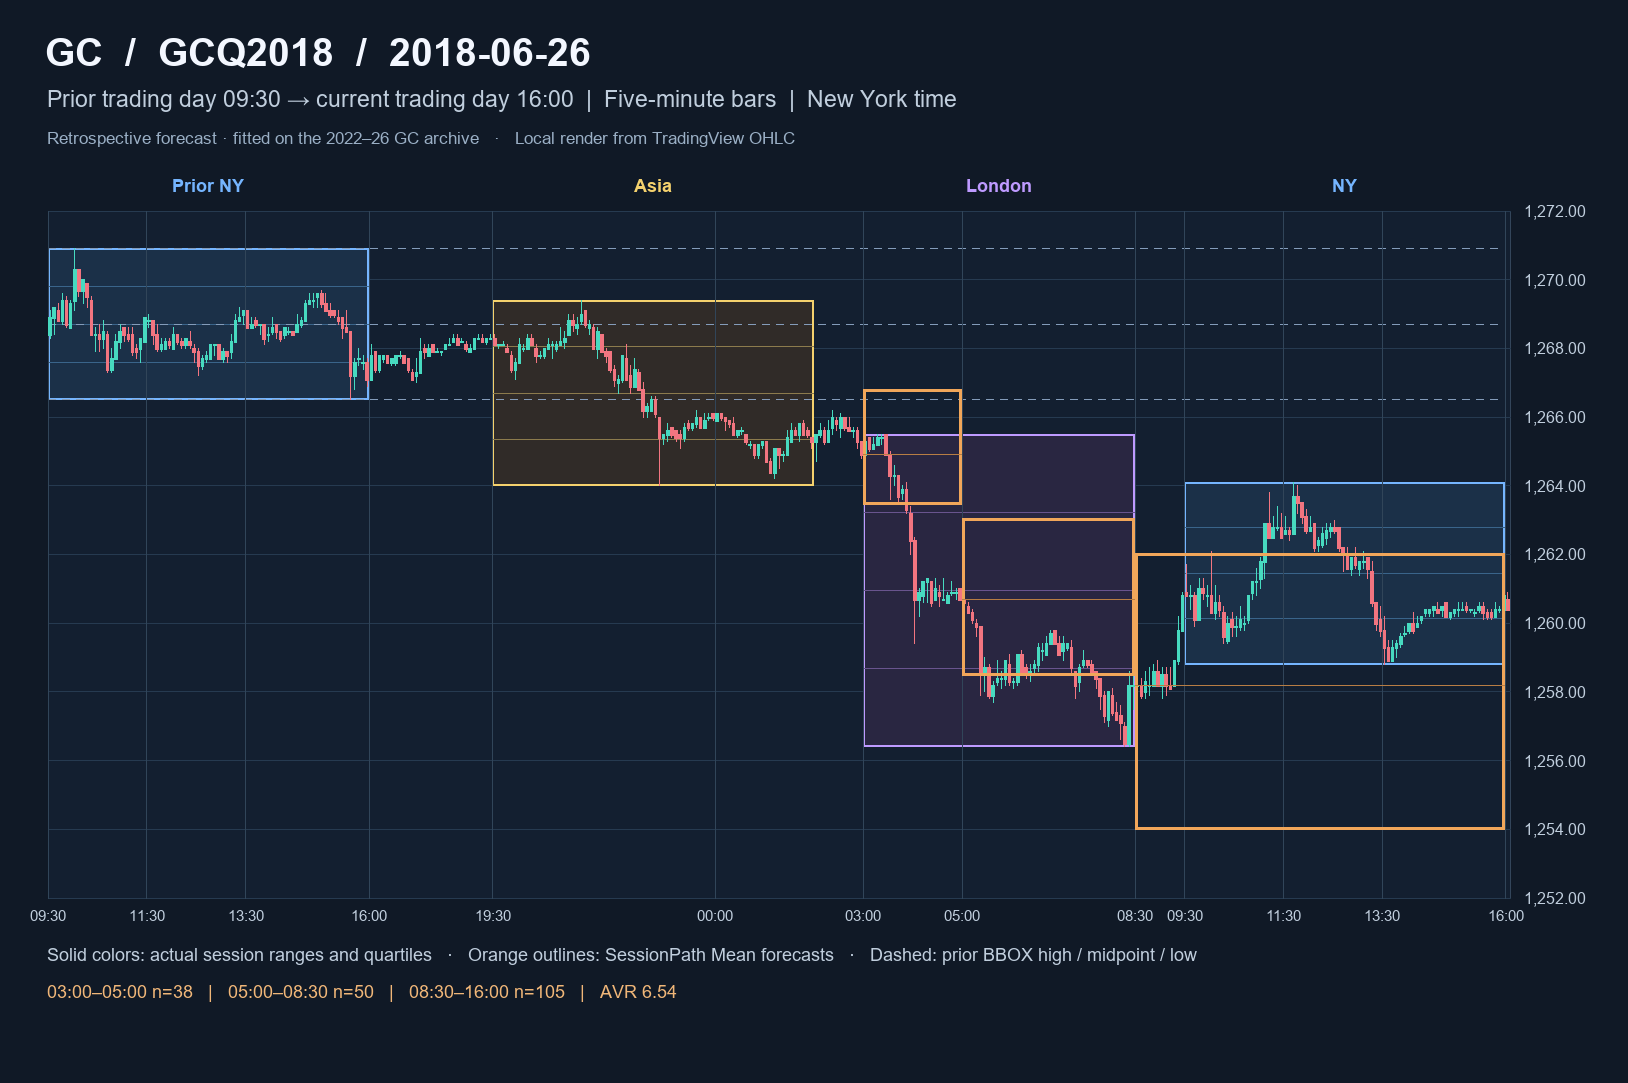 GC / GCQ2018 / 2018-06-26
Prior trading day 09:30 → current trading day 16:00 | Five-minute bars | New York time
Retrospective forecast · fitted on the 2022–26 GC archive · Local render from TradingView OHLC
Prior NY Asia London NY
1,272.00
1,270.00
1,268.00
1,266.00
1,264.00
1,262.00
1,260.00
1,258.00
1,256.00
1,254.00
1,252.00
09:30 11:30 13:30 16:00 19:30 00:00 03:00 05:00 08:30 09:30 11:30 13:30 16:00
Solid colors: actual session ranges and quartiles · Orange outlines: SessionPath Mean forecasts · Dashed: prior BBOX high / midpoint / low
03:00–05:00 n=38 | 05:00–08:30 n=50 | 08:30–16:00 n=105 | AVR 6.54